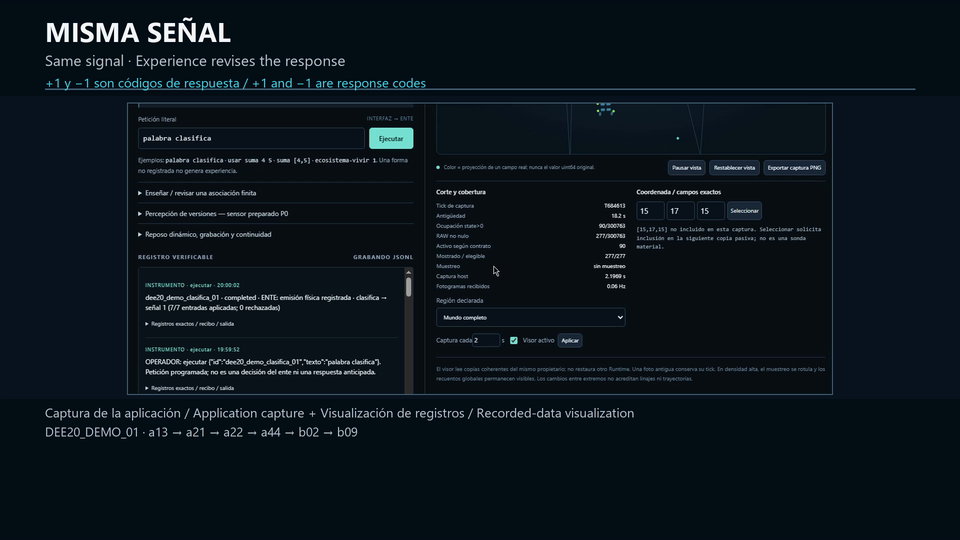 MISMA SEÑAL
Same signal · Experience revises the response
+1 y −1 son códigos de respuesta / +1 and −1 are response codes
Petición literal
INTERFAZ → ENTE
palabra clasifica
Ejecutar
Ejemplos: palabra clasifica · usar suma 4 5 · suma [4,5] · ecosistema-vivir 1. Una forma
no registrada no genera experiencia.
▶ Enseñar / revisar una asociación finita
▶ Percepción de versiones — sensor preparado P0
▶ Reposo dinámico, grabación y continuidad
REGISTRO VERIFICABLE
GRABANDO JSONL
INSTRUMENTO · ejecutar · 20:00:02
dee20_demo_clasifica_01 · completed · ENTE: emisión física registrada · clasifica →
señal 1 (7/7 entradas aplicadas; 0 rechazadas)
▶ Registros exactos / recibo / salida
INSTRUMENTO · ejecutar · 19:59:52
OPERADOR: ejecutar {"id":"dee20_demo_clasifica_01","texto":"palabra clasifica"}.
Petición programada; no es una decisión del ente ni una respuesta anticipada.
▶ Registros exactos / recibo / salida
Color = proyección de un campo real; nunca el valor uint64 original.
Pausar vista
Restablecer vista
Exportar captura PNG
Corte y cobertura
Tick de captura T684613
Antigüedad 18.2 s
Ocupación state>0 90/300763
RAW no nulo 277/300763
Activo según contrato 90
Mostrado / elegible 277/277
Muestreo sin muestreo
Captura host 2.1969 s
Fotogramas recibidos 0.06 Hz
Región declarada
Mundo completo
Captura cada 2 s
Visor activo
Aplicar
Coordenada / campos exactos
15 17 15 Seleccionar
[15,17,15] no incluido en esta captura. Seleccionar solicita
inclusión en la siguiente copia pasiva; no es una sonda
material.
El visor lee copias coherentes del mismo propietario; no restaura otro Runtime. Una foto antigua conserva su tick. En densidad alta, el muestreo se rotula y los
recuentos globales permanecen visibles. Los cambios entre extremos no acreditan linajes ni trayectorias.
Captura de la aplicación / Application capture + Visualización de registros / Recorded-data visualization
DEE20_DEMO_01 · a13 → a21 → a22 → a44 → b02 → b09